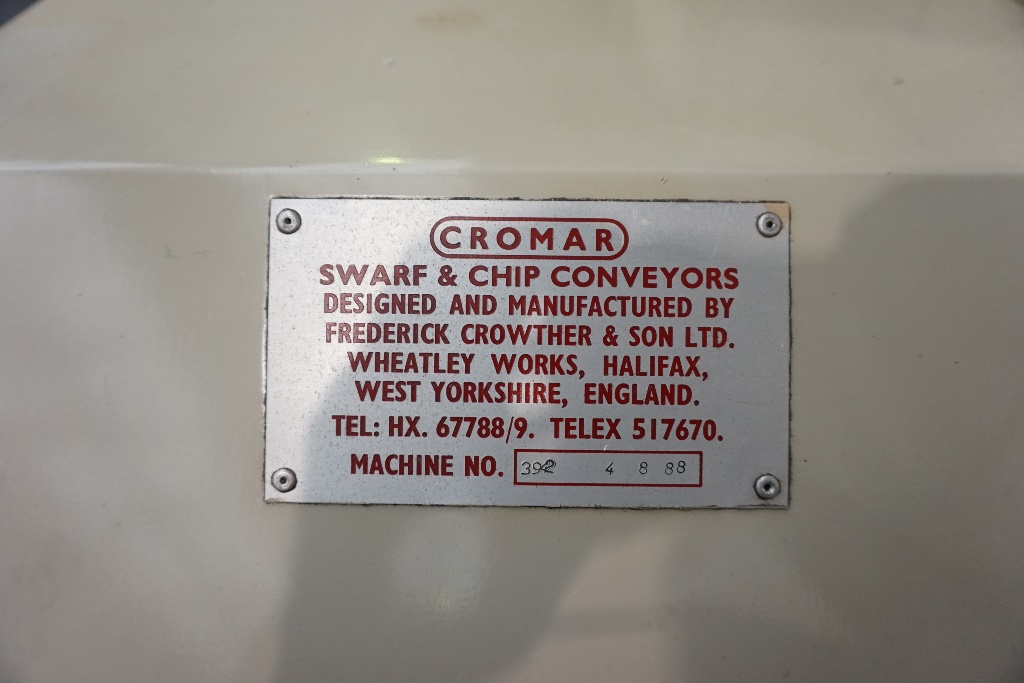 CROMAR
SWARF & CHIP CONVEYORS
DESIGNED AND MANUFACTURED BY
FREDERICK CROWTHER & SON LTD.
WHEATLEY WORKS, HALIFAX,
WEST YORKSHIRE, ENGLAND.
TEL: HX. 67788/9. TELEX 517670.
MACHINE NO. 4 8 88